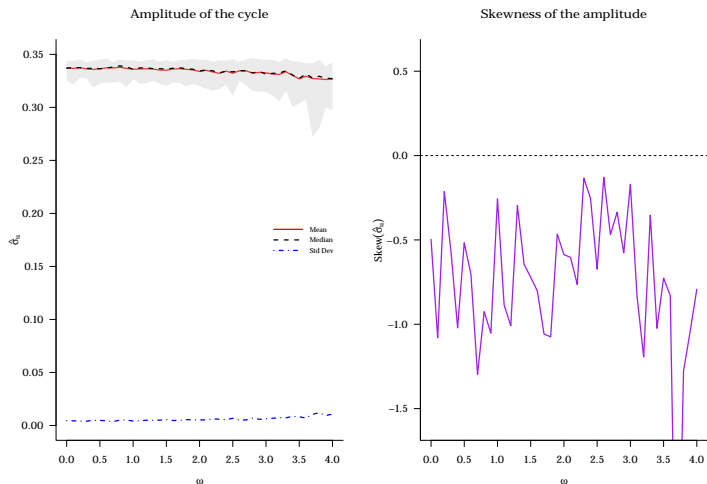 Amplitude of the cycle
0.35
0.30
0.25
0.20
0.15
0.10
0.05
0.00
σ̂u
Mean
Median
Std Dev
0.0 0.5 1.0 1.5 2.0 2.5 3.0 3.5 4.0
ω
Skewness of the amplitude
0.5
0.0
−0.5
−1.0
−1.5
Skew(σ̂u)
0.0 0.5 1.0 1.5 2.0 2.5 3.0 3.5 4.0
ω